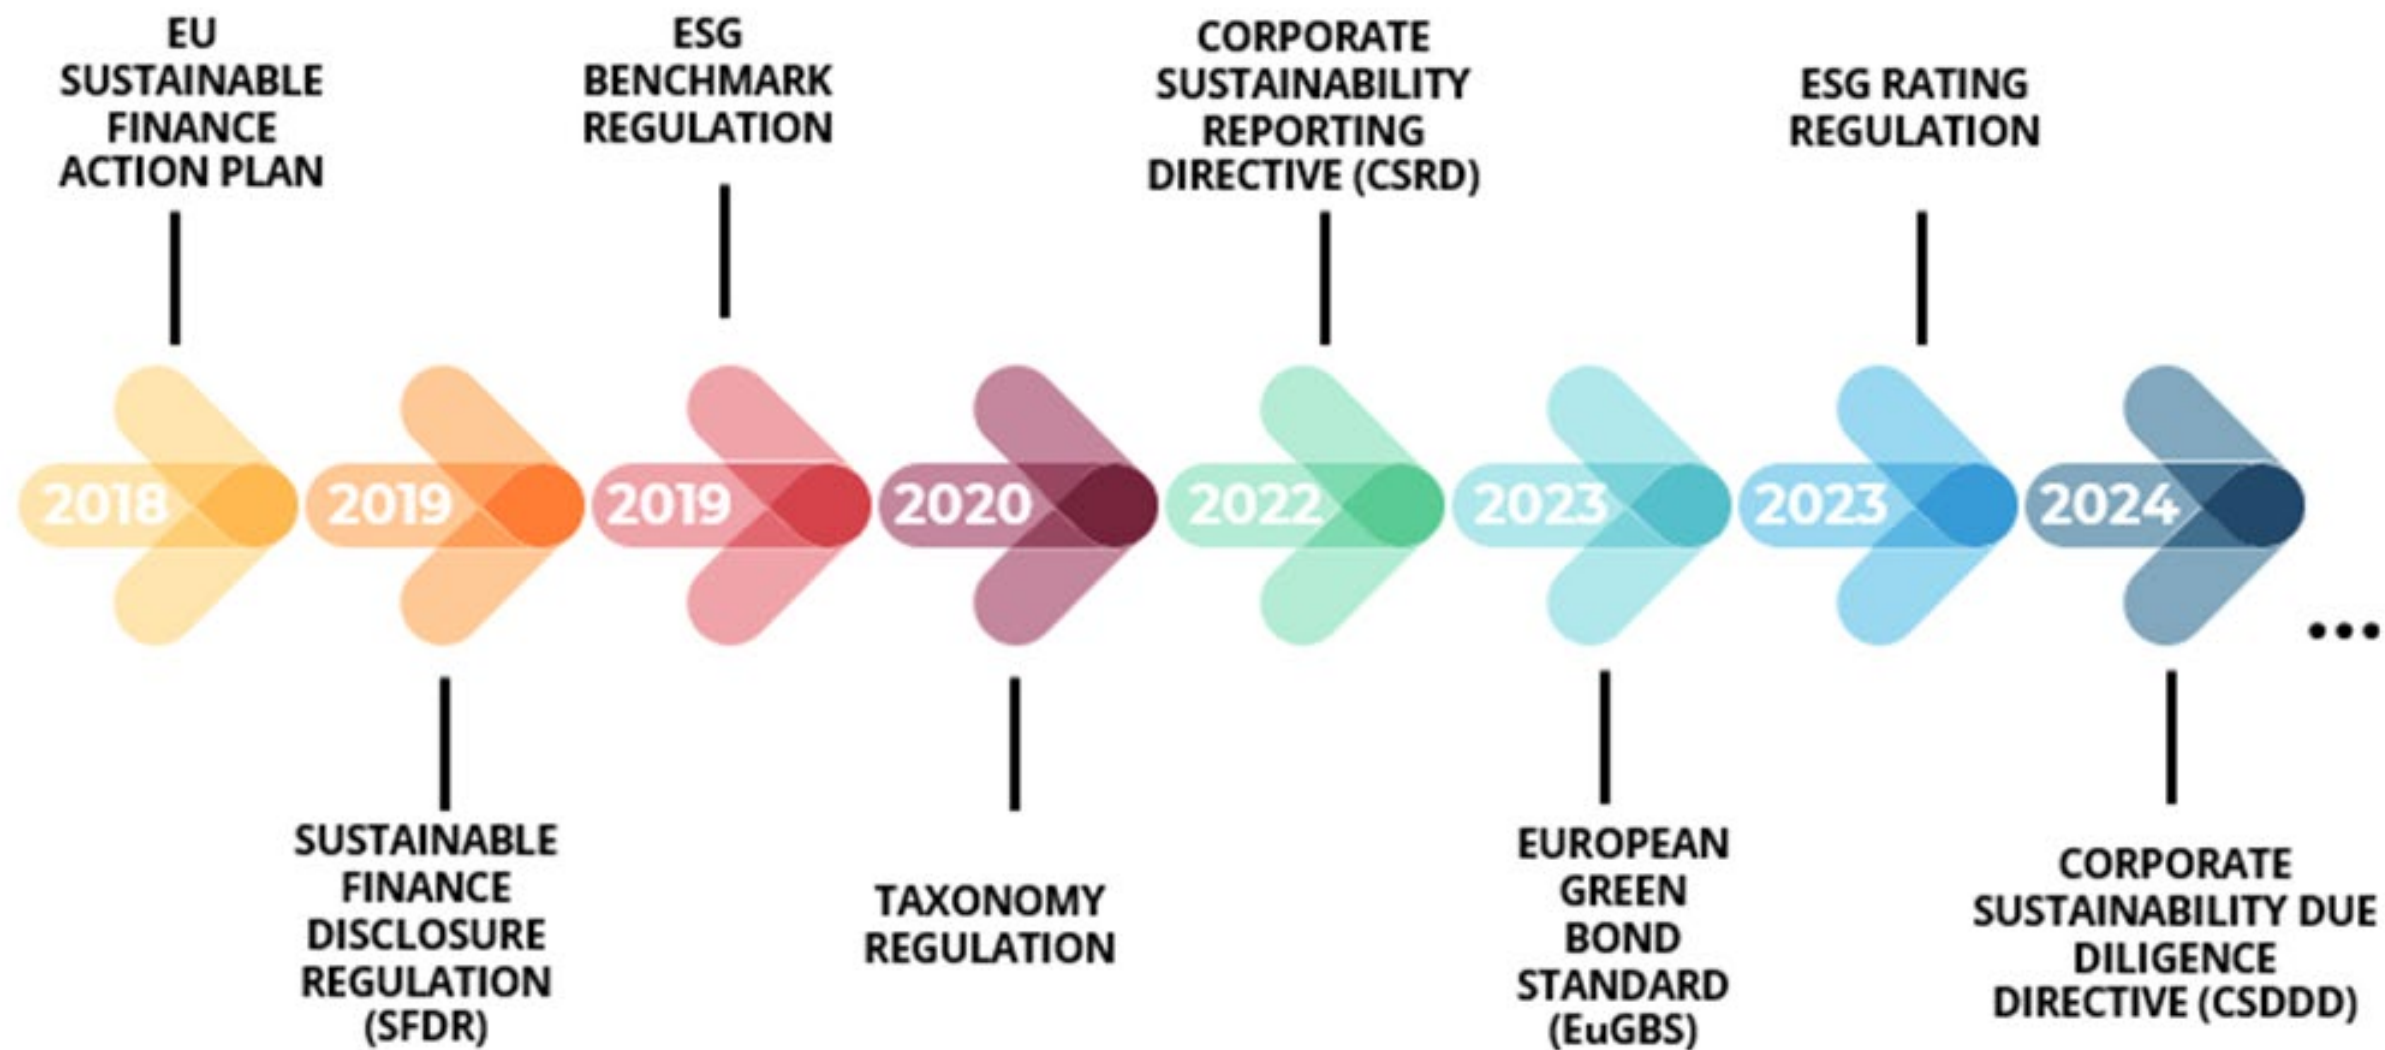 EU
SUSTAINABLE
FINANCE
ACTION PLAN
ESG
BENCHMARK
REGULATION
CORPORATE
SUSTAINABILITY
REPORTING
DIRECTIVE (CSRD)
ESG RATING
REGULATION
2018
2019
2019
2020
2022
2023
2023
2024
...
SUSTAINABLE
FINANCE
DISCLOSURE
REGULATION
(SFDR)
TAXONOMY
REGULATION
EUROPEAN
GREEN
BOND
STANDARD
(EuGBS)
CORPORATE
SUSTAINABILITY DUE
DILIGENCE
DIRECTIVE (CSDDD)